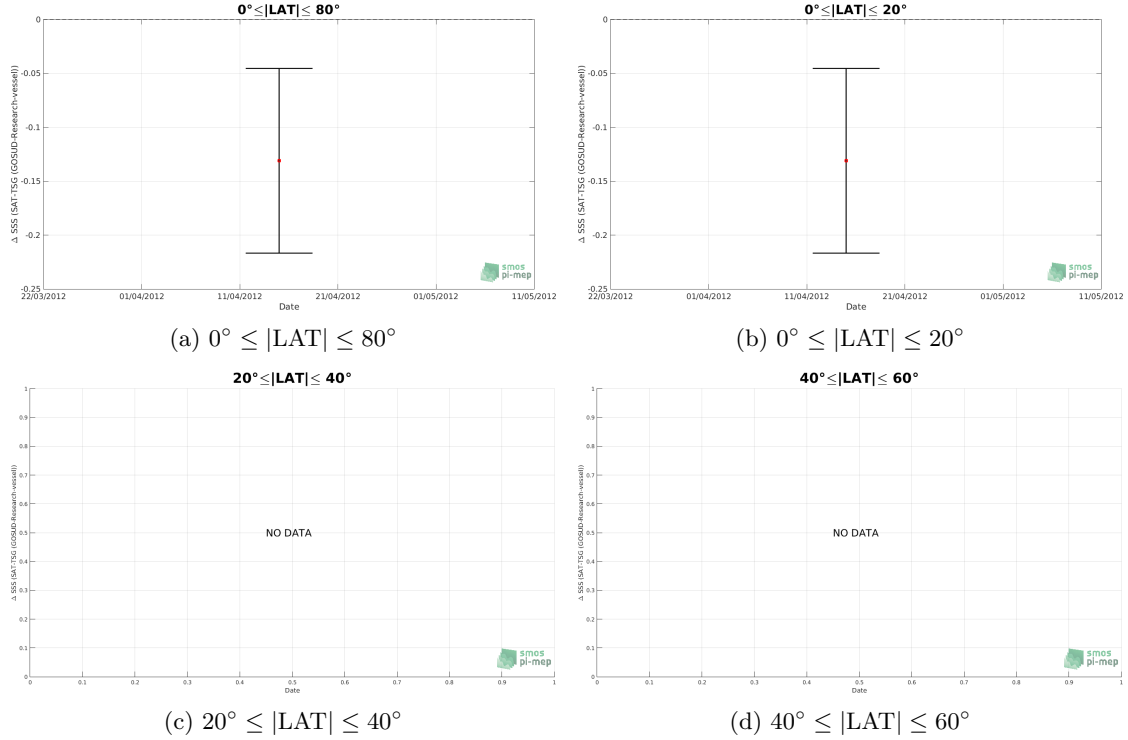 0°≤|LAT|≤ 80°
Δ SSS (SAT-TSG (GOSUD-Research-vessel))
0
-0.05
-0.1
-0.15
-0.2
-0.25
22/03/2012 01/04/2012 11/04/2012 21/04/2012 01/05/2012 11/05/2012
Date
smos
pi-mep
(a) 0° ≤ |LAT| ≤ 80°
0°≤|LAT|≤ 20°
Δ SSS (SAT-TSG (GOSUD-Research-vessel))
0
-0.05
-0.1
-0.15
-0.2
-0.25
22/03/2012 01/04/2012 11/04/2012 21/04/2012 01/05/2012 11/05/2012
Date
smos
pi-mep
(b) 0° ≤ |LAT| ≤ 20°
20°≤|LAT|≤ 40°
Δ SSS (SAT-TSG (GOSUD-Research-vessel))
1
0.9
0.8
0.7
0.6
0.5
0.4
0.3
0.2
0.1
0
NO DATA
0 0.1 0.2 0.3 0.4 0.5 0.6 0.7 0.8 0.9 1
Date
smos
pi-mep
(c) 20° ≤ |LAT| ≤ 40°
40°≤|LAT|≤ 60°
Δ SSS (SAT-TSG (GOSUD-Research-vessel))
1
0.9
0.8
0.7
0.6
0.5
0.4
0.3
0.2
0.1
0
NO DATA
0 0.1 0.2 0.3 0.4 0.5 0.6 0.7 0.8 0.9 1
Date
smos
pi-mep
(d) 40° ≤ |LAT| ≤ 60°